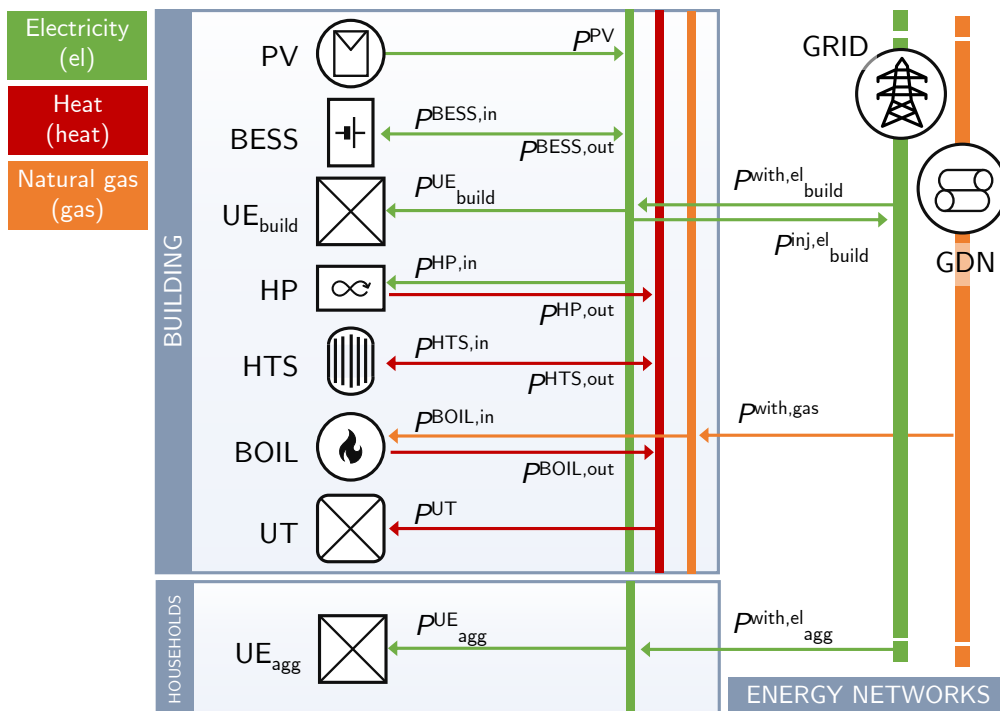 Electricity
(el)
Heat
(heat)
Natural gas
(gas)
BUILDING
PV
P^PV
BESS
P^BESS,in
P^BESS,out
UE_build
P^UE_build
P^with,el_build
P^inj,el_build
HP
P^HP,in
P^HP,out
HTS
P^HTS,in
P^HTS,out
BOIL
P^BOIL,in
P^BOIL,out
P^with,gas
UT
P^UT
GRID
GDN
HOUSEHOLDS
UE_agg
P^UE_agg
P^with,el_agg
ENERGY NETWORKS